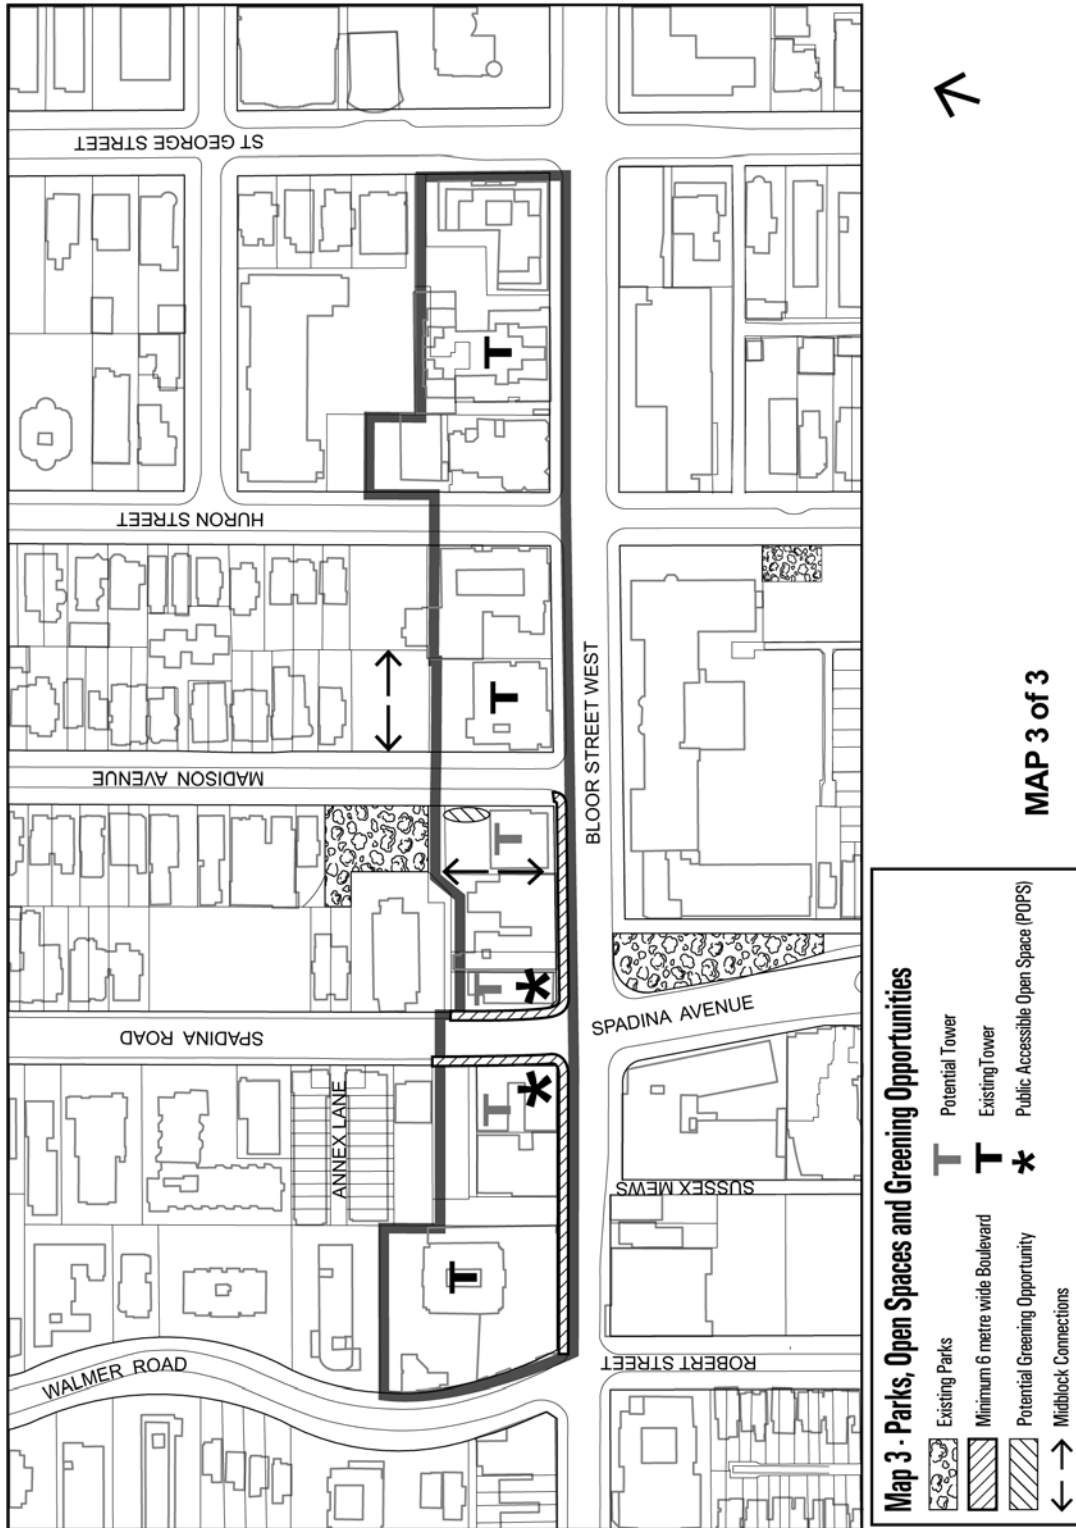 ST GEORGE STREET
HURON STREET
MADISON AVENUE
SPADINA ROAD
ANNEX LANE
WALMER ROAD
BLOOR STREET WEST
SPADINA AVENUE
SUSSEX MEWS
ROBERT STREET
T
T
T
T
*
T
*
T
MAP 3 of 3
Map 3 - Parks, Open Spaces and Greening Opportunities
Existing Parks
Minimum 6 metre wide Boulevard
Potential Greening Opportunity
Midblock Connections
T Potential Tower
T Existing Tower
* Public Accessible Open Space (POPS)